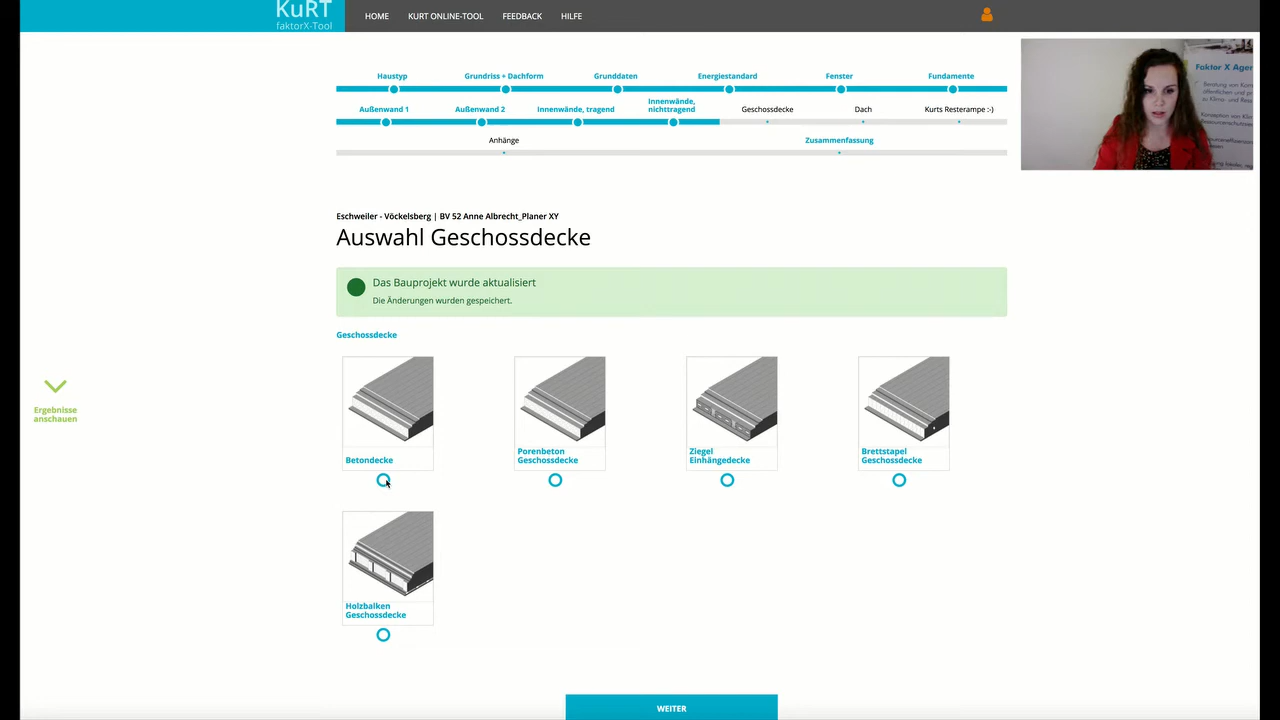 KuRT
faktorX-Tool
HOME KURT ONLINE-TOOL FEEDBACK HILFE
Haustyp Grundriss + Dachform Grunddaten Energiestandard Fenster Fundamente
Außenwand 1 Außenwand 2 Innenwände, tragend Innenwände, nichttragend Geschossdecke Dach Kurts Resterampe :-)
Anhänge Zusammenfassung
Faktor X Ager
Eschweiler - Vöckelsberg | BV 52 Anne Albrecht_Planer XY
Auswahl Geschossdecke
Das Bauprojekt wurde aktualisiert
Die Änderungen wurden gespeichert.
Geschossdecke
Ergebnisse
anschauen
Betondecke
Porenbeton
Geschossdecke
Ziegel
Einhängedecke
Brettstapel
Geschossdecke
Holzbalken
Geschossdecke
WEITER